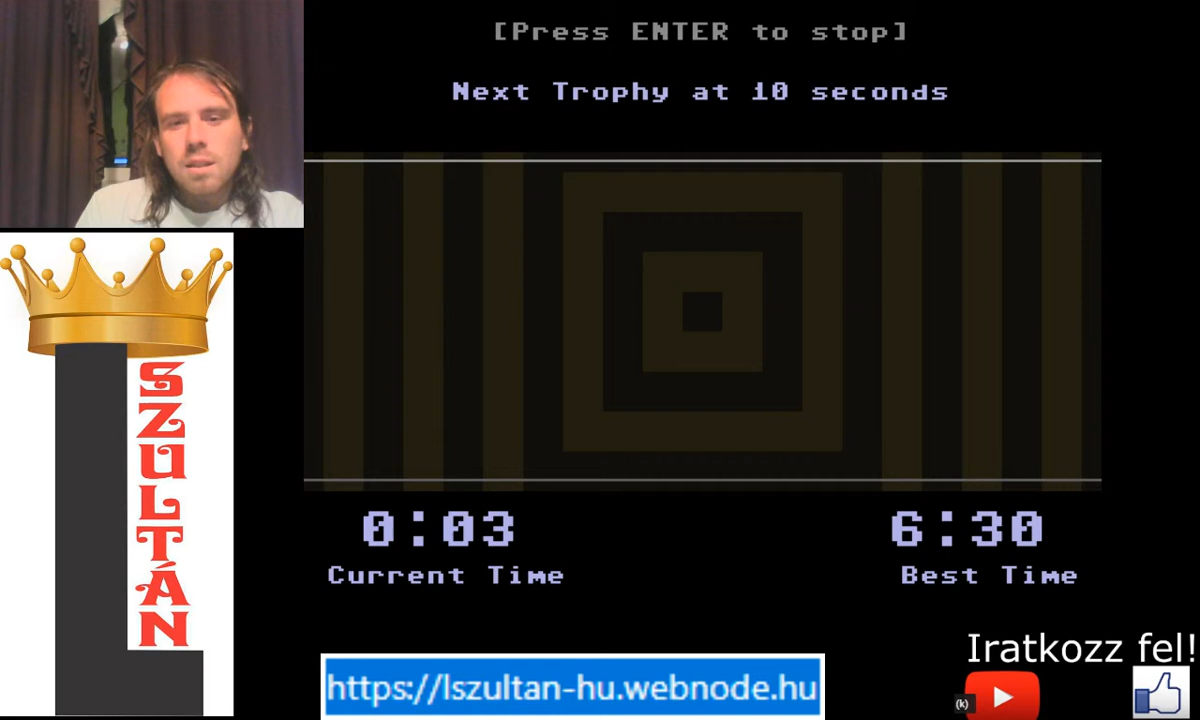 [Press ENTER to stop]
Next Trophy at 10 seconds
SZULTÁN
0:03
6:30
Current Time
Best Time
Iratkozz fel!
https://lszultan-hu.webnode.hu
(k)